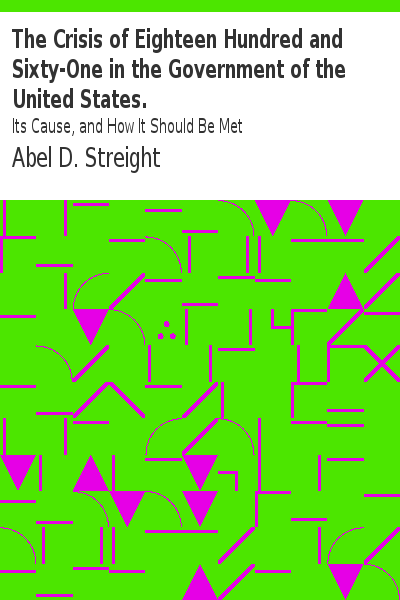 The Crisis of Eighteen Hundred and
Sixty-One in the Government of the
United States.
Its Cause, and How It Should Be Met
Abel D. Streight